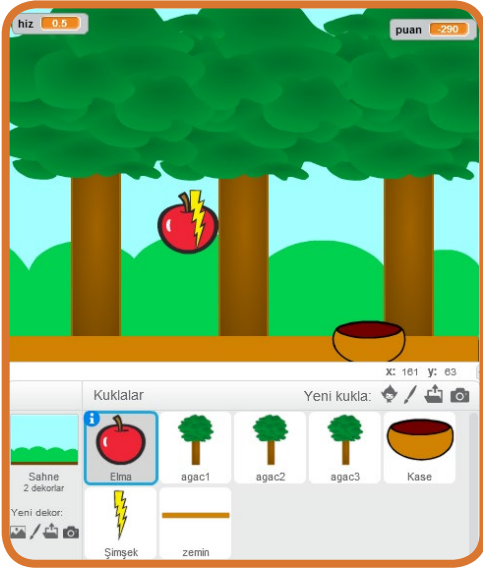 hiz 0.5
puan -290
x: 161 y: 63
Kuklalar
Yeni kukla:
Sahne
2 dekorlar
Yeni dekor:
Elma
agac1
agac2
agac3
Kase
Şimşek
zemin